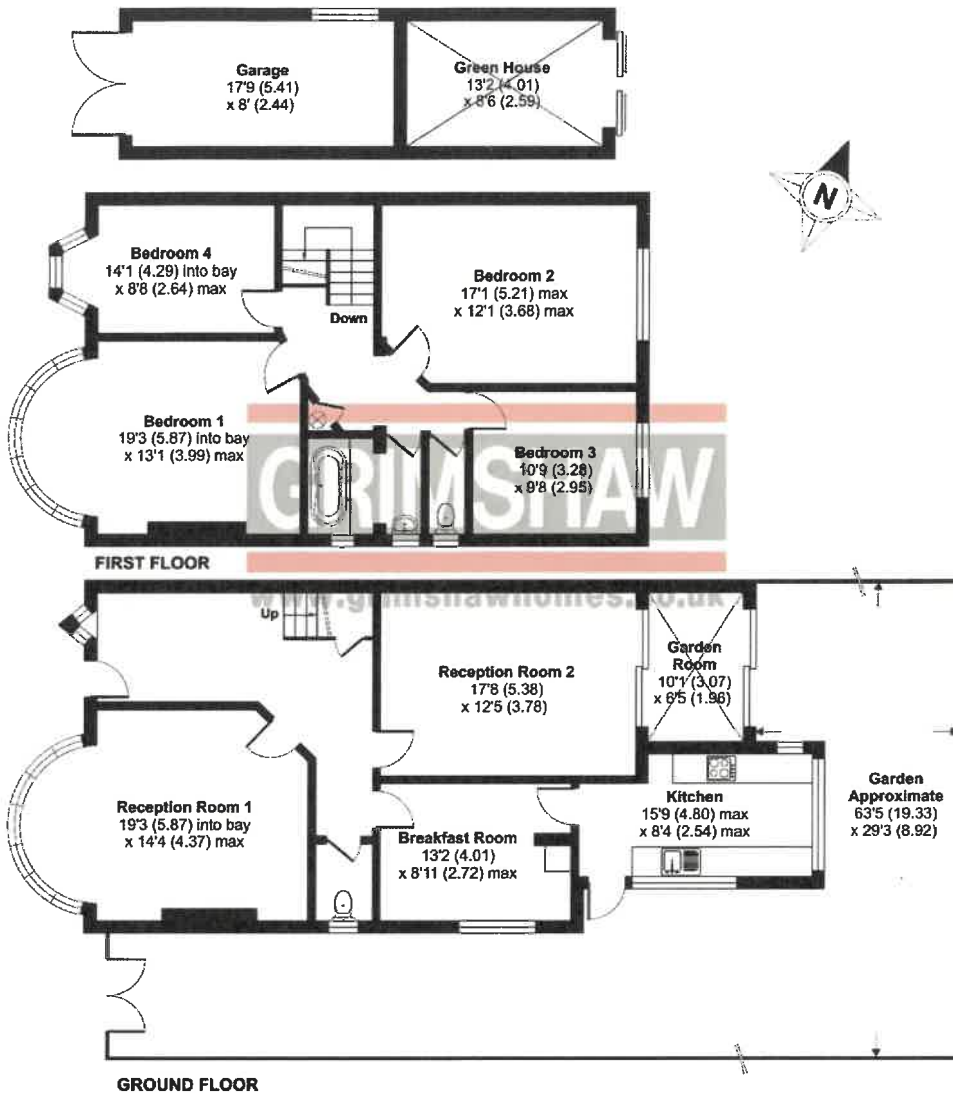 Garage
17'9 (5.41)
x 8' (2.44)
Green House
13'2 (4.01)
x 8'6 (2.59)
N
Bedroom 4
14'1 (4.29) into bay
x 8'8 (2.64) max
Down
Bedroom 2
17'1 (5.21) max
x 12'1 (3.68) max
Bedroom 1
19'3 (5.87) into bay
x 13'1 (3.99) max
Bedroom 3
10'9 (3.28)
x 9'8 (2.95)
GRIMSHAW
FIRST FLOOR
www.grimshawhomes.co.uk
Up
Reception Room 2
17'8 (5.38)
x 12'5 (3.78)
Garden
Room
10'1 (3.07)
x 6'5 (1.96)
Reception Room 1
19'3 (5.87) into bay
x 14'4 (4.37) max
Breakfast Room
13'2 (4.01)
x 8'11 (2.72) max
Kitchen
15'9 (4.80) max
x 8'4 (2.54) max
Garden
Approximate
63'5 (19.33)
x 29'3 (8.92)
GROUND FLOOR